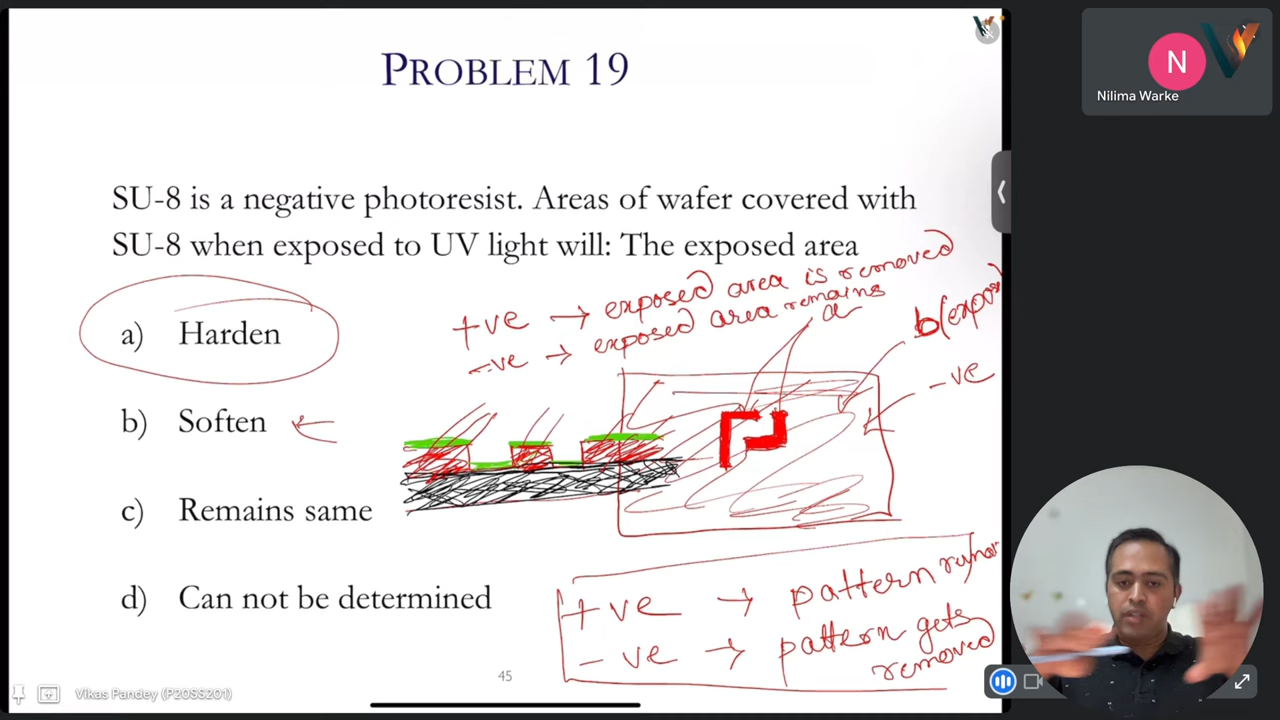 PROBLEM 19
N
Nilima Warke
SU-8 is a negative photoresist. Areas of wafer covered with
SU-8 when exposed to UV light will: The exposed area
+ve → exposed area is removed
-ve → exposed area remains
a
b(expos
-ve
a) Harden
b) Soften
c) Remains same
d) Can not be determined
+ve → pattern
-ve → pattern gets
removed
45
Vikas Pandey (P20SS201)